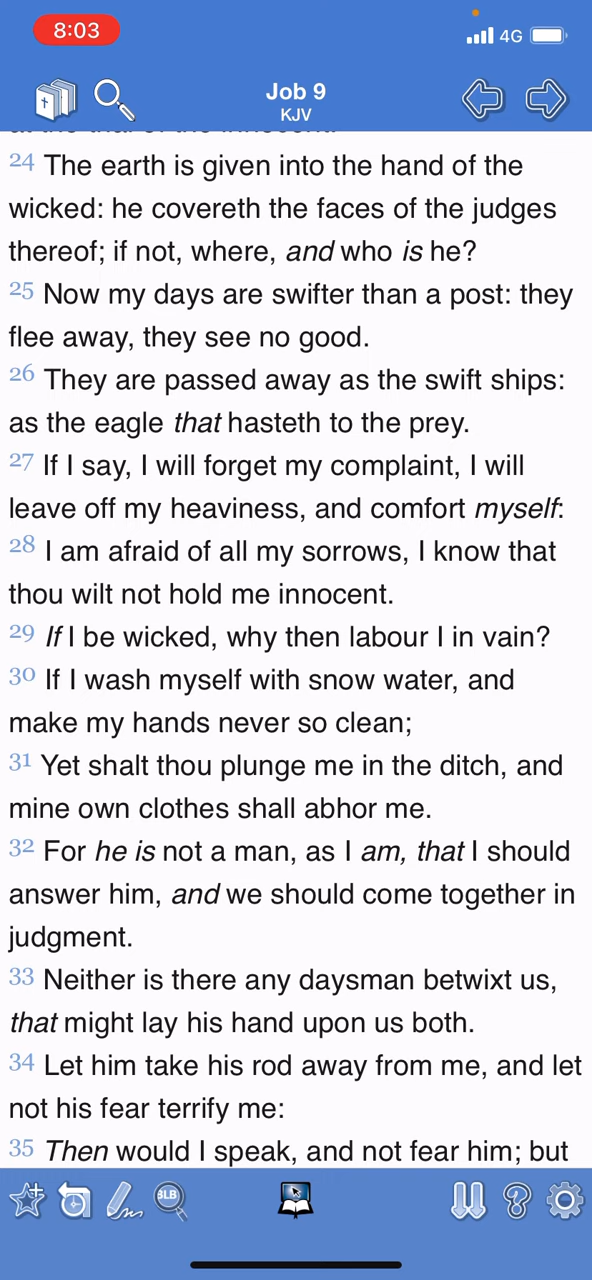 8:03
4G
Job 9
KJV
at the trial of the innocent.
24 The earth is given into the hand of the
wicked: he covereth the faces of the judges
thereof; if not, where, and who is he?
25 Now my days are swifter than a post: they
flee away, they see no good.
26 They are passed away as the swift ships:
as the eagle that hasteth to the prey.
27 If I say, I will forget my complaint, I will
leave off my heaviness, and comfort myself:
28 I am afraid of all my sorrows, I know that
thou wilt not hold me innocent.
29 If I be wicked, why then labour I in vain?
30 If I wash myself with snow water, and
make my hands never so clean;
31 Yet shalt thou plunge me in the ditch, and
mine own clothes shall abhor me.
32 For he is not a man, as I am, that I should
answer him, and we should come together in
judgment.
33 Neither is there any daysman betwixt us,
that might lay his hand upon us both.
34 Let him take his rod away from me, and let
not his fear terrify me:
35 Then would I speak, and not fear him; but
BLB